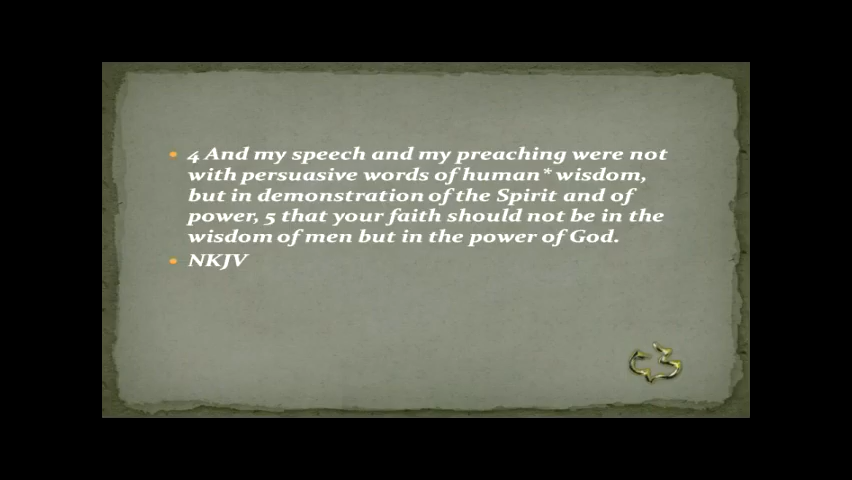 • 4 And my speech and my preaching were not
with persuasive words of human* wisdom,
but in demonstration of the Spirit and of
power, 5 that your faith should not be in the
wisdom of men but in the power of God.
• NKJV